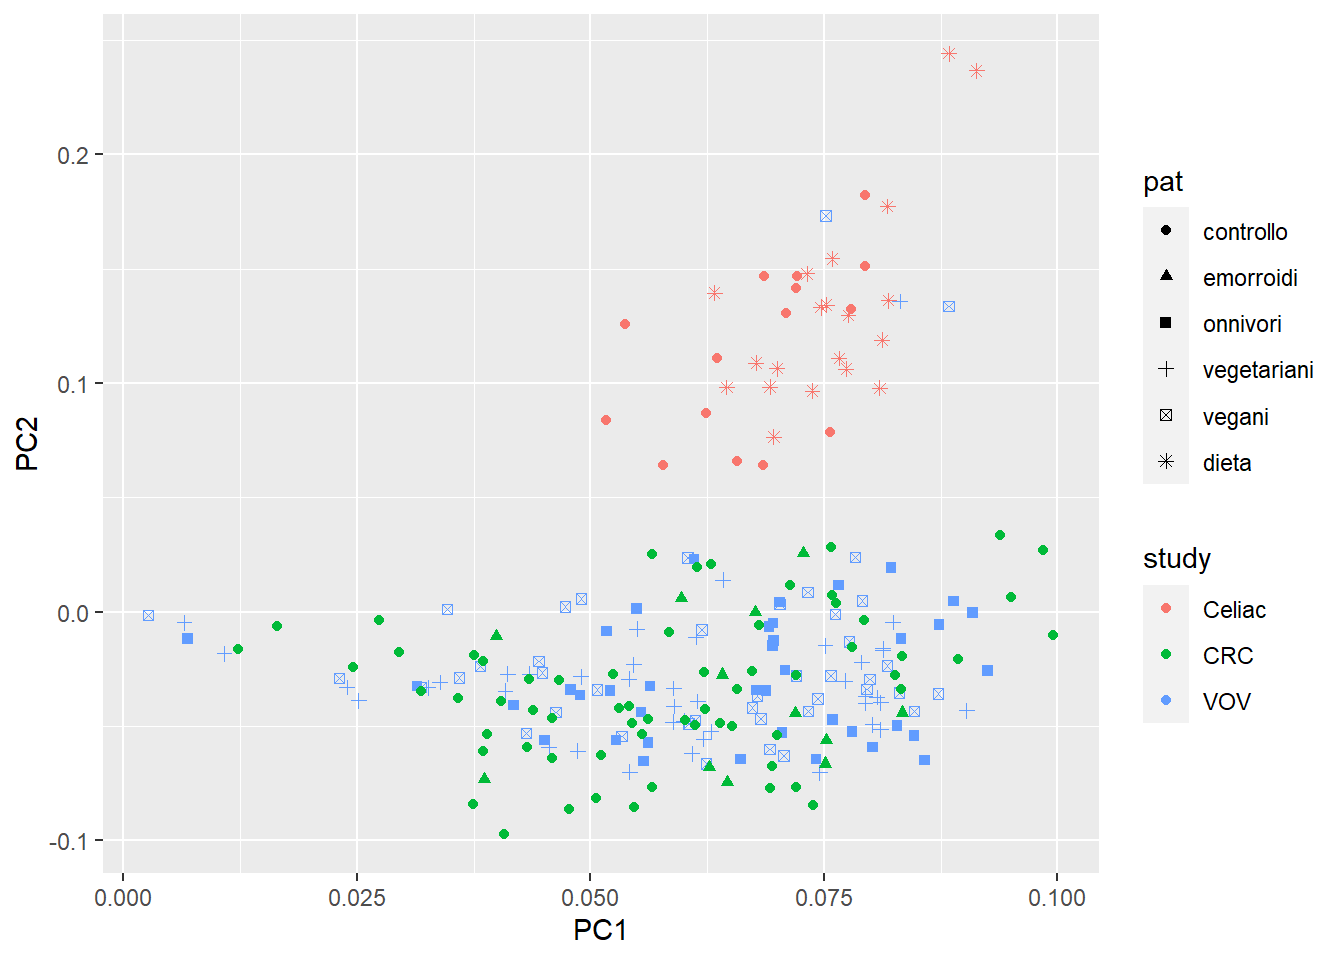 0.2
0.1
0.0
-0.1
PC2
0.000
0.025
0.050
0.075
0.100
PC1
pat
controllo
emorroidi
onnivori
vegetariani
vegani
dieta
study
Celiac
CRC
VOV